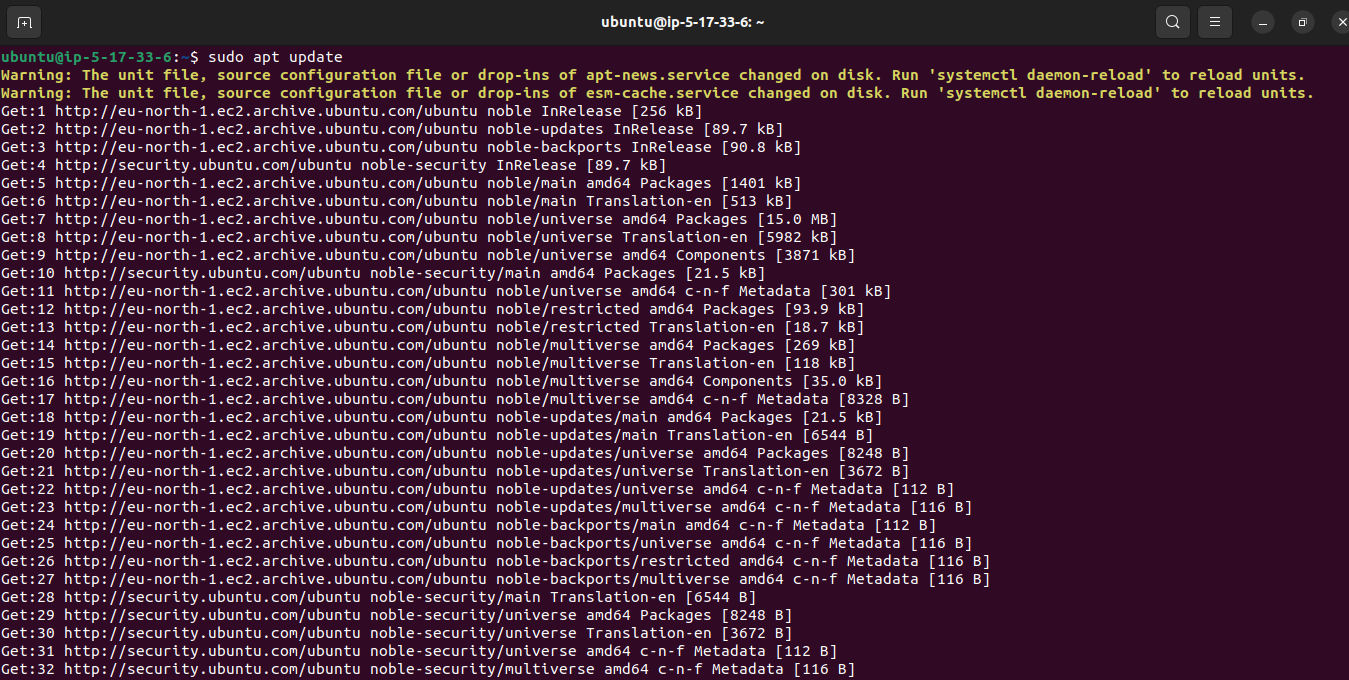 ubuntu@ip-5-17-33-6: ~
ubuntu@ip-5-17-33-6:~$ sudo apt update
Warning: The unit file, source configuration file or drop-ins of apt-news.service changed on disk. Run 'systemctl daemon-reload' to reload units.
Warning: The unit file, source configuration file or drop-ins of esm-cache.service changed on disk. Run 'systemctl daemon-reload' to reload units.
Get:1 http://eu-north-1.ec2.archive.ubuntu.com/ubuntu noble InRelease [256 kB]
Get:2 http://eu-north-1.ec2.archive.ubuntu.com/ubuntu noble-updates InRelease [89.7 kB]
Get:3 http://eu-north-1.ec2.archive.ubuntu.com/ubuntu noble-backports InRelease [90.8 kB]
Get:4 http://security.ubuntu.com/ubuntu noble-security InRelease [89.7 kB]
Get:5 http://eu-north-1.ec2.archive.ubuntu.com/ubuntu noble/main amd64 Packages [1401 kB]
Get:6 http://eu-north-1.ec2.archive.ubuntu.com/ubuntu noble/main Translation-en [513 kB]
Get:7 http://eu-north-1.ec2.archive.ubuntu.com/ubuntu noble/universe amd64 Packages [15.0 MB]
Get:8 http://eu-north-1.ec2.archive.ubuntu.com/ubuntu noble/universe Translation-en [5982 kB]
Get:9 http://eu-north-1.ec2.archive.ubuntu.com/ubuntu noble/universe amd64 Components [3871 kB]
Get:10 http://security.ubuntu.com/ubuntu noble-security/main amd64 Packages [21.5 kB]
Get:11 http://eu-north-1.ec2.archive.ubuntu.com/ubuntu noble/universe amd64 c-n-f Metadata [301 kB]
Get:12 http://eu-north-1.ec2.archive.ubuntu.com/ubuntu noble/restricted amd64 Packages [93.9 kB]
Get:13 http://eu-north-1.ec2.archive.ubuntu.com/ubuntu noble/restricted Translation-en [18.7 kB]
Get:14 http://eu-north-1.ec2.archive.ubuntu.com/ubuntu noble/multiverse amd64 Packages [269 kB]
Get:15 http://eu-north-1.ec2.archive.ubuntu.com/ubuntu noble/multiverse Translation-en [118 kB]
Get:16 http://eu-north-1.ec2.archive.ubuntu.com/ubuntu noble/multiverse amd64 Components [35.0 kB]
Get:17 http://eu-north-1.ec2.archive.ubuntu.com/ubuntu noble/multiverse amd64 c-n-f Metadata [8328 B]
Get:18 http://eu-north-1.ec2.archive.ubuntu.com/ubuntu noble-updates/main amd64 Packages [21.5 kB]
Get:19 http://eu-north-1.ec2.archive.ubuntu.com/ubuntu noble-updates/main Translation-en [6544 B]
Get:20 http://eu-north-1.ec2.archive.ubuntu.com/ubuntu noble-updates/universe amd64 Packages [8248 B]
Get:21 http://eu-north-1.ec2.archive.ubuntu.com/ubuntu noble-updates/universe Translation-en [3672 B]
Get:22 http://eu-north-1.ec2.archive.ubuntu.com/ubuntu noble-updates/universe amd64 c-n-f Metadata [112 B]
Get:23 http://eu-north-1.ec2.archive.ubuntu.com/ubuntu noble-updates/multiverse amd64 c-n-f Metadata [116 B]
Get:24 http://eu-north-1.ec2.archive.ubuntu.com/ubuntu noble-backports/main amd64 c-n-f Metadata [112 B]
Get:25 http://eu-north-1.ec2.archive.ubuntu.com/ubuntu noble-backports/universe amd64 c-n-f Metadata [116 B]
Get:26 http://eu-north-1.ec2.archive.ubuntu.com/ubuntu noble-backports/restricted amd64 c-n-f Metadata [116 B]
Get:27 http://eu-north-1.ec2.archive.ubuntu.com/ubuntu noble-backports/multiverse amd64 c-n-f Metadata [116 B]
Get:28 http://security.ubuntu.com/ubuntu noble-security/main Translation-en [6544 B]
Get:29 http://security.ubuntu.com/ubuntu noble-security/universe amd64 Packages [8248 B]
Get:30 http://security.ubuntu.com/ubuntu noble-security/universe Translation-en [3672 B]
Get:31 http://security.ubuntu.com/ubuntu noble-security/universe amd64 c-n-f Metadata [112 B]
Get:32 http://security.ubuntu.com/ubuntu noble-security/multiverse amd64 c-n-f Metadata [116 B]